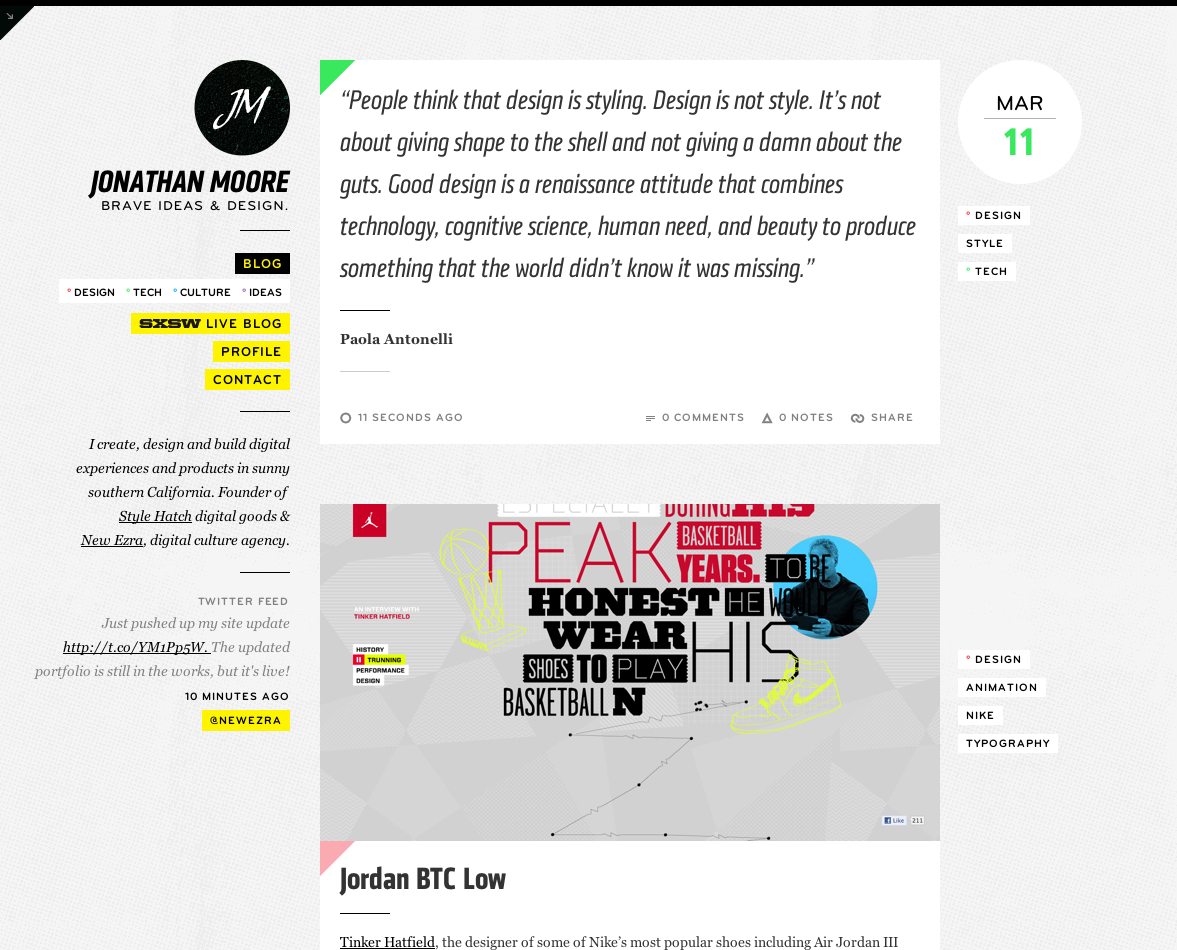 JM
JONATHAN MOORE
BRAVE IDEAS & DESIGN.
BLOG
° DESIGN ° TECH ° CULTURE ° IDEAS
SXSW LIVE BLOG
PROFILE
CONTACT
I create, design and build digital
experiences and products in sunny
southern California. Founder of
Style Hatch digital goods &
New Ezra, digital culture agency.
TWITTER FEED
Just pushed up my site update
http://t.co/YM1Pp5W. The updated
portfolio is still in the works, but it's live!
10 MINUTES AGO
@NEWEZRA
“People think that design is styling. Design is not style. It’s not
about giving shape to the shell and not giving a damn about the
guts. Good design is a renaissance attitude that combines
technology, cognitive science, human need, and beauty to produce
something that the world didn’t know it was missing.”
Paola Antonelli
11 SECONDS AGO
0 COMMENTS
0 NOTES
SHARE
MAR
11
° DESIGN
STYLE
° TECH
ESPECIALLY DURING HIS
PEAK BASKETBALL
YEARS. TO BE
HONEST HE WOULD
WEAR HIS
SHOES TO PLAY
BASKETBALL N
AN INTERVIEW WITH
TINKER HATFIELD
HISTORY
TRUNNING
PERFORMANCE
DESIGN
Like 211
Jordan BTC Low
Tinker Hatfield, the designer of some of Nike’s most popular shoes including Air Jordan III
° DESIGN
ANIMATION
NIKE
TYPOGRAPHY